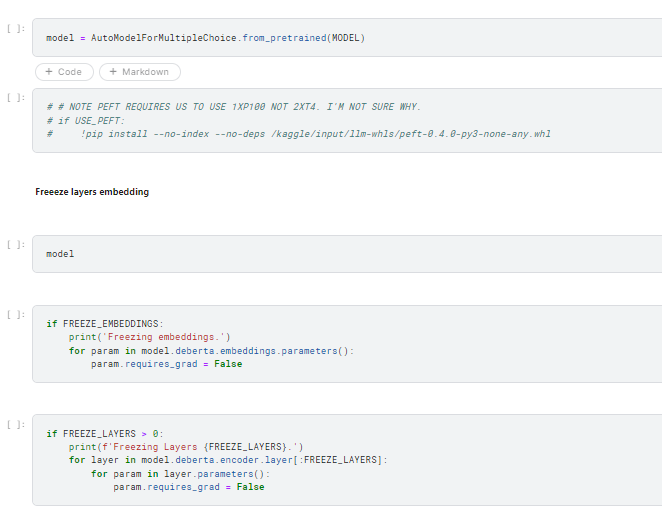 [ ]:
model = AutoModelForMultipleChoice.from_pretrained(MODEL)
+ Code + Markdown
[ ]:
# # NOTE PEFT REQUIRES US TO USE 1XP100 NOT 2XT4. I'M NOT SURE WHY.
# if USE_PEFT:
#     !pip install --no-index --no-deps /kaggle/input/llm-whls/peft-0.4.0-py3-none-any.whl
Freeeze layers embedding
[ ]:
model
[ ]:
if FREEZE_EMBEDDINGS:
    print('Freezing embeddings.')
    for param in model.deberta.embeddings.parameters():
        param.requires_grad = False
[ ]:
if FREEZE_LAYERS > 0:
    print(f'Freezing Layers {FREEZE_LAYERS}.')
    for layer in model.deberta.encoder.layer[:FREEZE_LAYERS]:
        for param in layer.parameters():
            param.requires_grad = False